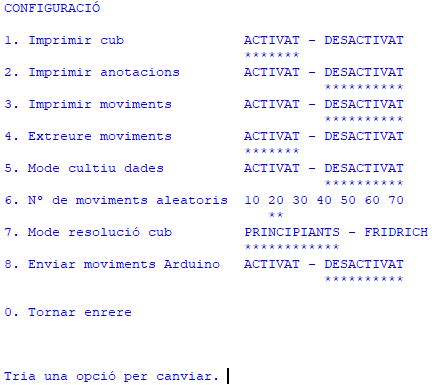 CONFIGURACIÓ
1. Imprimir cub ACTIVAT - DESACTIVAT
*******
2. Imprimir anotacions ACTIVAT - DESACTIVAT
**********
3. Imprimir moviments ACTIVAT - DESACTIVAT
**********
4. Extreure moviments ACTIVAT - DESACTIVAT
*******
5. Mode cultiu dades ACTIVAT - DESACTIVAT
**********
6. Nº de moviments aleatoris 10 20 30 40 50 60 70
**
7. Mode resolució cub PRINCIPIANTS - FRIDRICH
************
8. Enviar moviments Arduino ACTIVAT - DESACTIVAT
**********
0. Tornar enrere
Tria una opció per canviar.